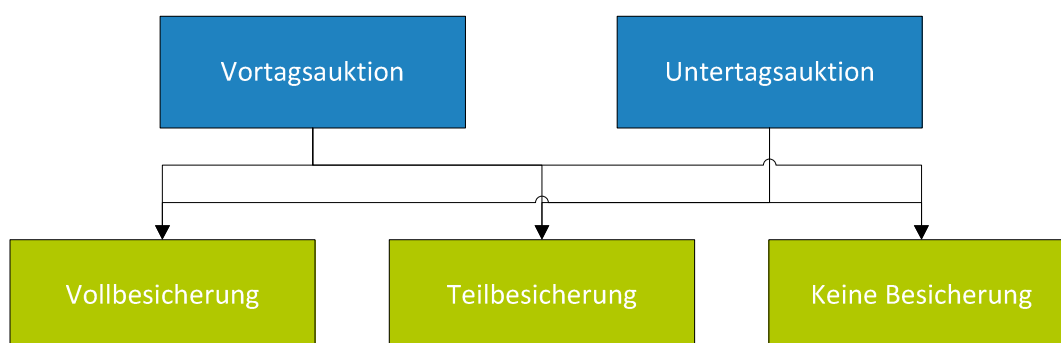 Vortagsauktion
Untertagsauktion
Vollbesicherung
Teilbesicherung
Keine Besicherung